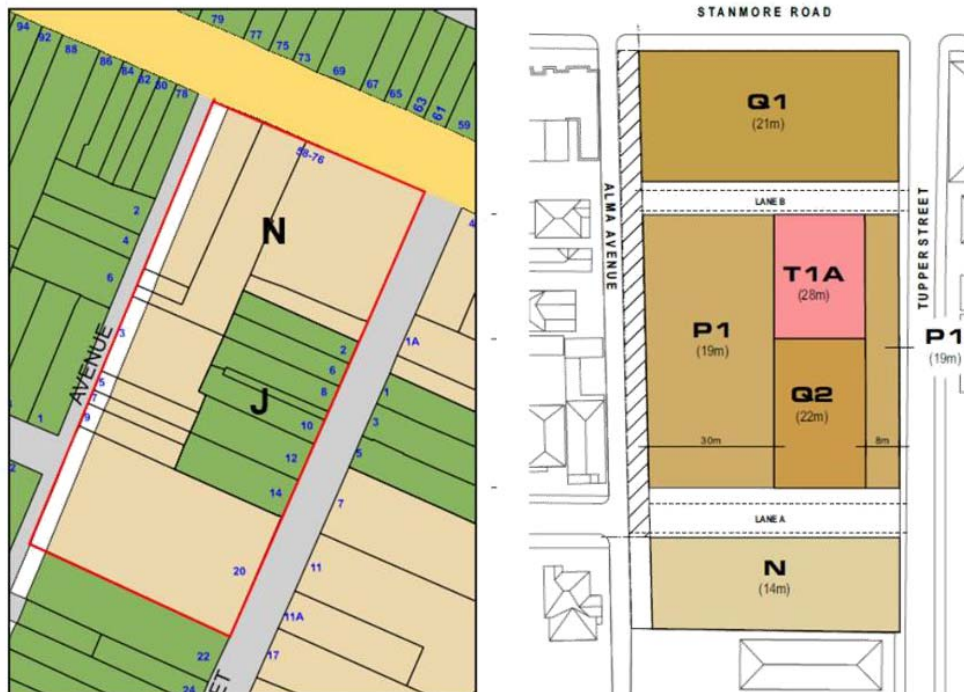 94
92
88
86
84
82
80
78
79
77
75
73
69
67
65
63
61
59
58-76
N
2
4
6
4
AVENUE
3
5
7
9
1
2
1A
2
6
8
10
12
14
J
1
3
5
7
20
11
11A
17
22
24
ET
STANMORE ROAD
Q1
(21m)
ALMA AVENUE
LANE B
TUPPER STREET
T1A
(28m)
P1
(19m)
P1
(19m)
Q2
(22m)
30m
8m
LANE A
N
(14m)